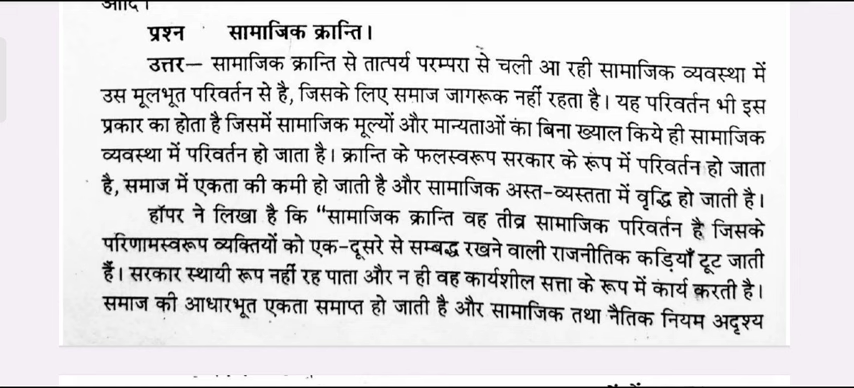 आदि।
प्रश्न सामाजिक क्रान्ति।
उत्तर— सामाजिक क्रान्ति से तात्पर्य परम्परा से चली आ रही सामाजिक व्यवस्था में
उस मूलभूत परिवर्तन से है, जिसके लिए समाज जागरूक नहीं रहता है। यह परिवर्तन भी इस
प्रकार का होता है जिसमें सामाजिक मूल्यों और मान्यताओं का बिना ख्याल किये ही सामाजिक
व्यवस्था में परिवर्तन हो जाता है। क्रान्ति के फलस्वरूप सरकार के रूप में परिवर्तन हो जाता
है, समाज में एकता की कमी हो जाती है और सामाजिक अस्त-व्यस्तता में वृद्धि हो जाती है।
हॉपर ने लिखा है कि “सामाजिक क्रान्ति वह तीव्र सामाजिक परिवर्तन है जिसके
परिणामस्वरूप व्यक्तियों को एक-दूसरे से सम्बद्ध रखने वाली राजनीतिक कड़ियाँ टूट जाती
हैं। सरकार स्थायी रूप नहीं रह पाता और न ही वह कार्यशील सत्ता के रूप में कार्य करती है।
समाज की आधारभूत एकता समाप्त हो जाती है और सामाजिक तथा नैतिक नियम अदृश्य